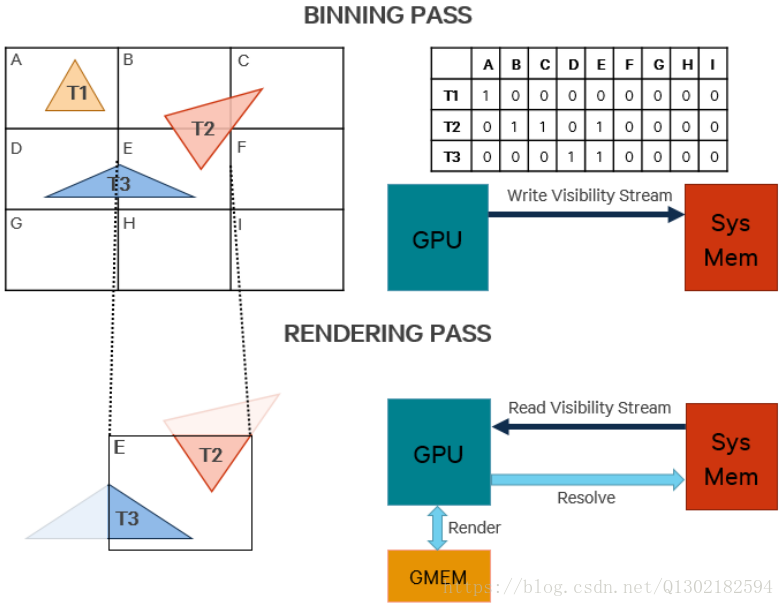 BINNING PASS
A B C
T1
T2
D E F
T3
G H I
A B C D E F G H I
T1 1 0 0 0 0 0 0 0 0
T2 0 1 1 0 1 0 0 0 0
T3 0 0 0 1 1 0 0 0 0
Write Visibility Stream
GPU
Sys
Mem
RENDERING PASS
E
T2
T3
Read Visibility Stream
GPU
Sys
Mem
Resolve
Render
GMEM
https://blog.csdn.net/Q1302182594